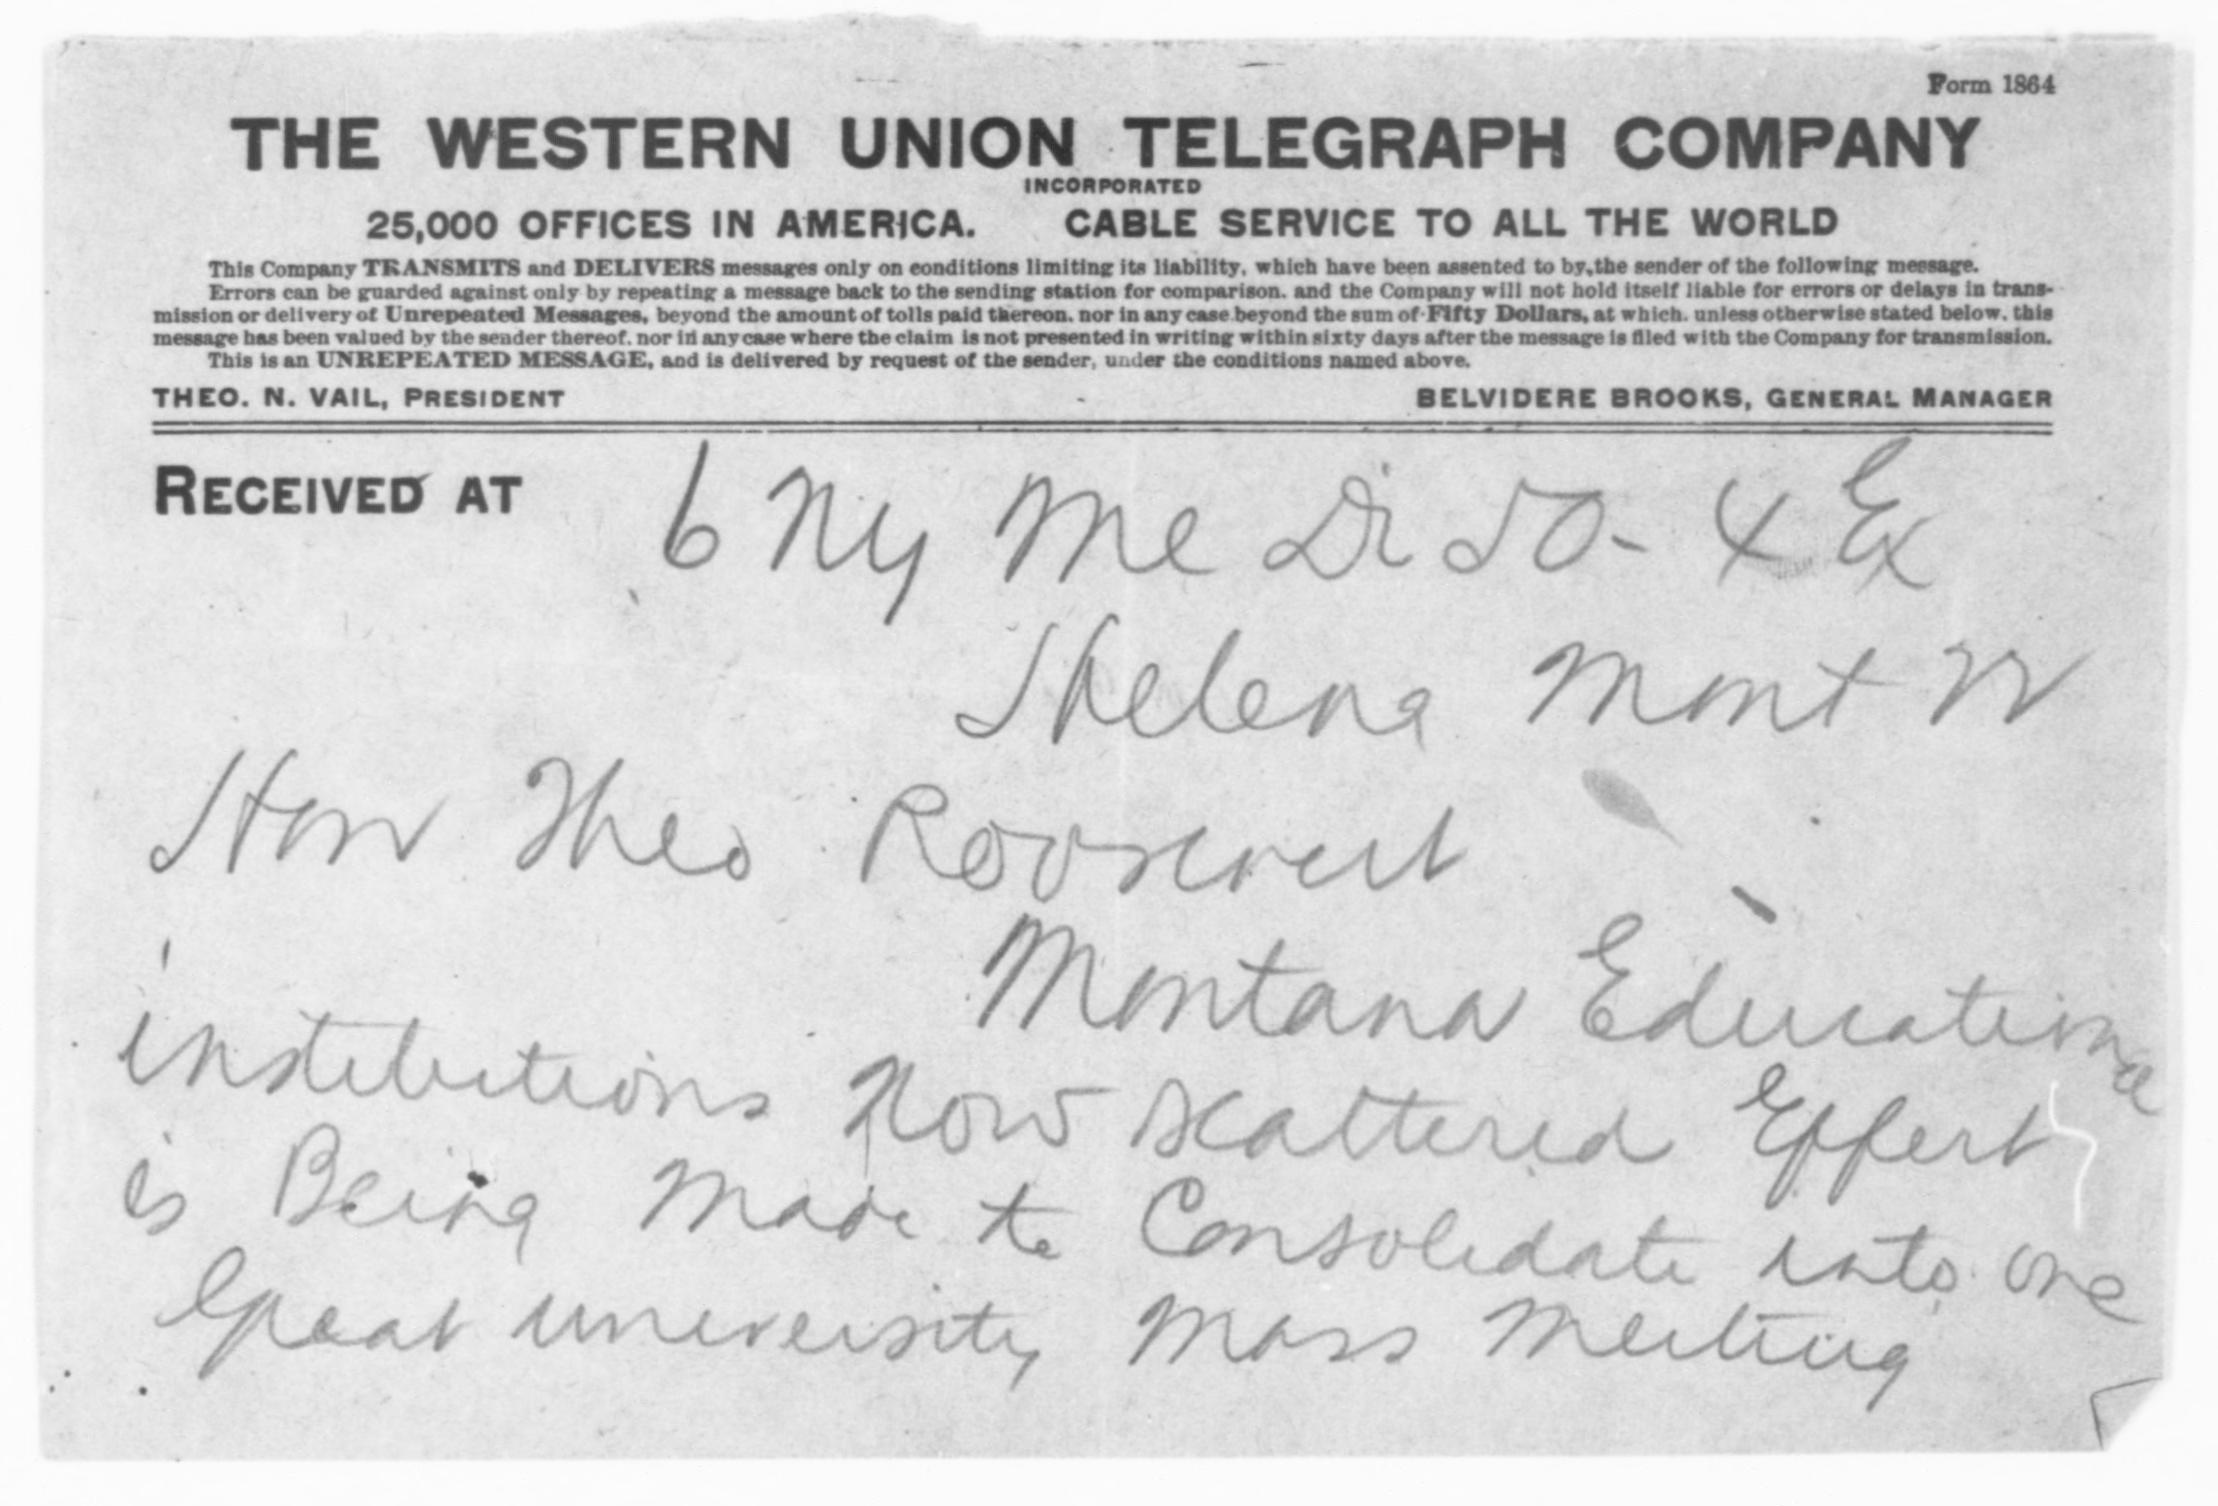 Form 1864
THE WESTERN UNION TELEGRAPH COMPANY
INCORPORATED
25,000 OFFICES IN AMERICA. CABLE SERVICE TO ALL THE WORLD
This Company TRANSMITS and DELIVERS messages only on conditions limiting its liability, which have been assented to by the sender of the following message.
Errors can be guarded against only by repeating a message back to the sending station for comparison, and the Company will not hold itself liable for errors or delays in trans-
mission or delivery of Unrepeated Messages, beyond the amount of tolls paid thereon, nor in any case beyond the sum of Fifty Dollars, at which, unless otherwise stated below, this
message has been valued by the sender thereof, nor in any case where the claim is not presented in writing within sixty days after the message is filed with the Company for transmission.
This is an UNREPEATED MESSAGE, and is delivered by request of the sender, under the conditions named above.
THEO. N. VAIL, PRESIDENT BELVIDERE BROOKS, GENERAL MANAGER
RECEIVED AT 6 Ny Me 50 - 4 Ex
Helena Mont
Hon Theo Roosevelt
Montana Educational
institutions Now scattered Effort
is Being Made to Consolidate into one
Great university Mass Meeting